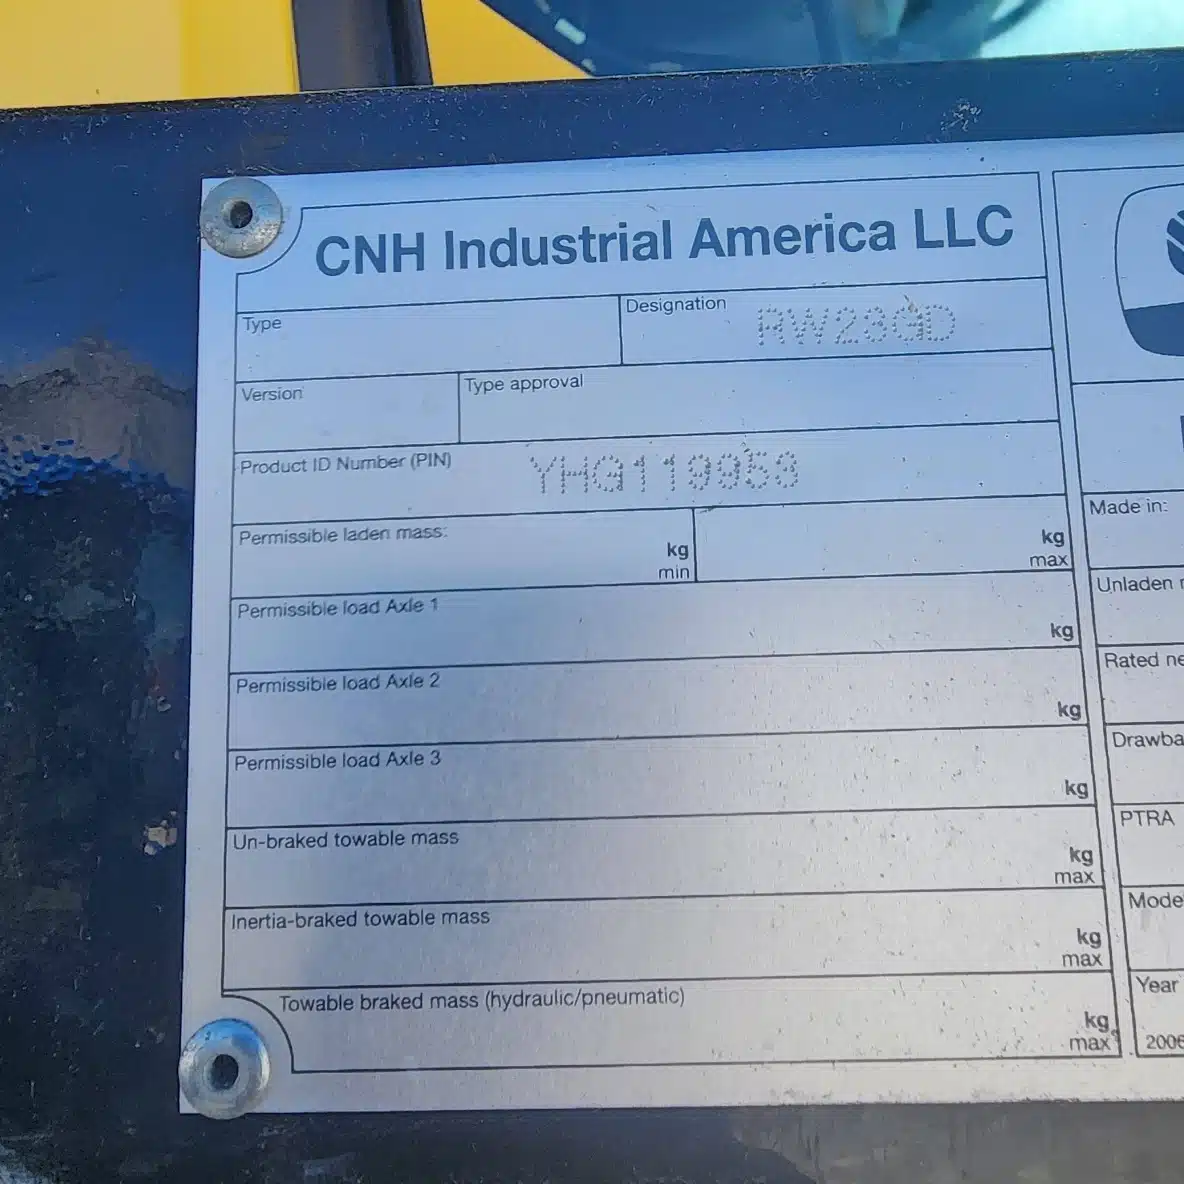 CNH Industrial America LLC
Type
Designation RW23GD
Version
Type approval
Product ID Number (PIN) YHG119953
Permissible laden mass:
kg
min
kg
max
Permissible load Axle 1
kg
Permissible load Axle 2
kg
Permissible load Axle 3
kg
Un-braked towable mass
kg
max
Inertia-braked towable mass
kg
max
Towable braked mass (hydraulic/pneumatic)
kg
max
Made in:
Unladen
Rated
PTRA
Year
2006